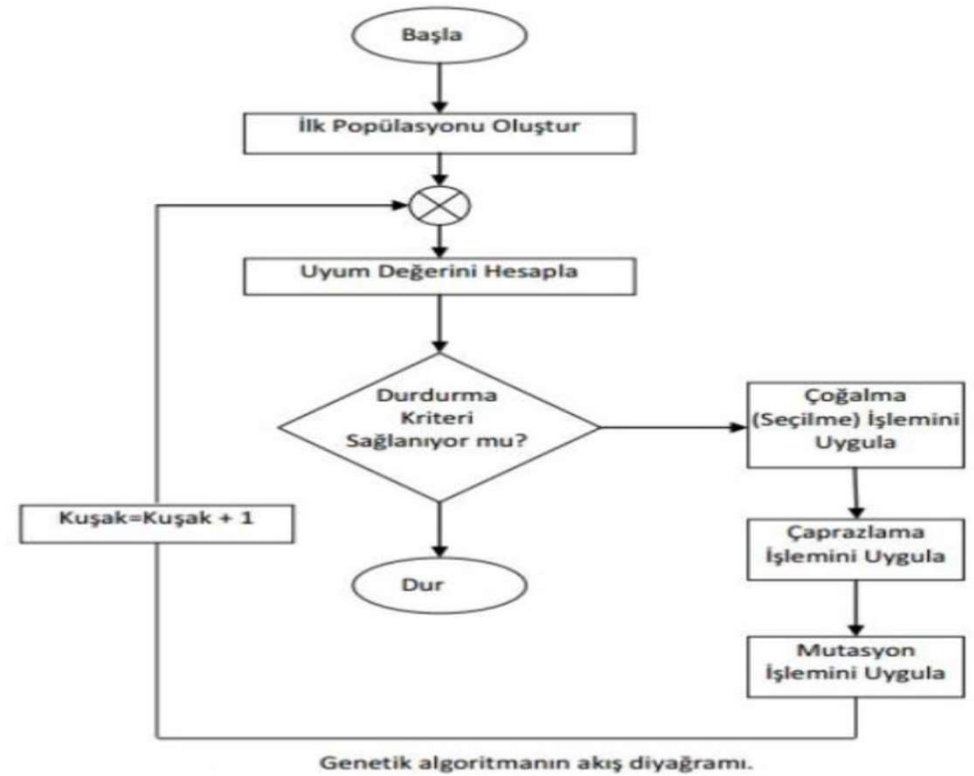 Başla
İlk Popülasyonu Oluştur
Uyum Değerini Hesapla
Durdurma
Kriteri
Sağlanıyor mu?
Çoğalma
(Seçilme) İşlemini
Uygula
Çaprazlama
İşlemini Uygula
Mutasyon
İşlemini Uygula
Kuşak=Kuşak + 1
Dur
Genetik algoritmanın akış diyağramı.